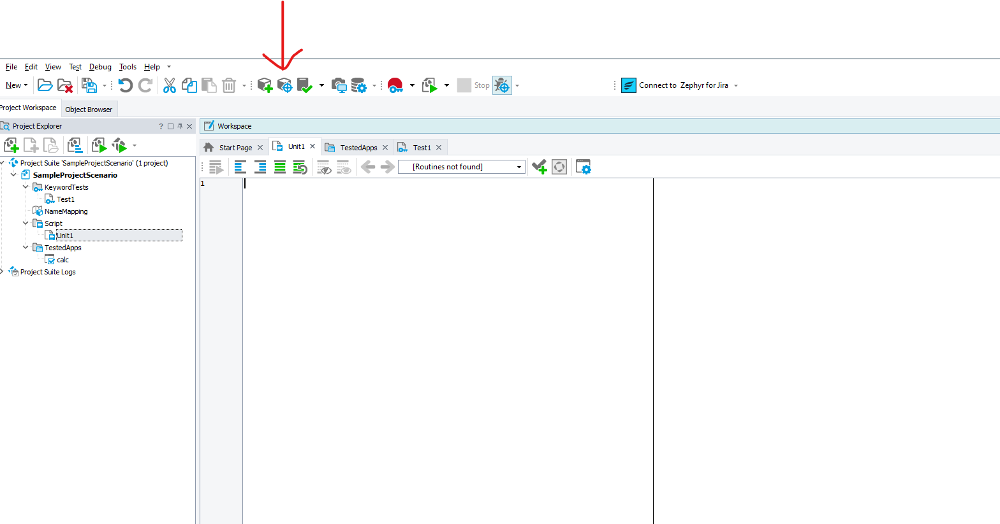 File Edit View Test Debug Tools Help
New Stop Connect to Zephyr for Jira
Project Workspace Object Browser
Project Explorer ? Workspace
Start Page Unit1 TestedApps Test1
[Routines not found]
Project Suite 'SampleProjectScenario' (1 project)
SampleProjectScenario
KeywordTests
Test1
NameMapping
Script
Unit1
TestedApps
calc
Project Suite Logs
1